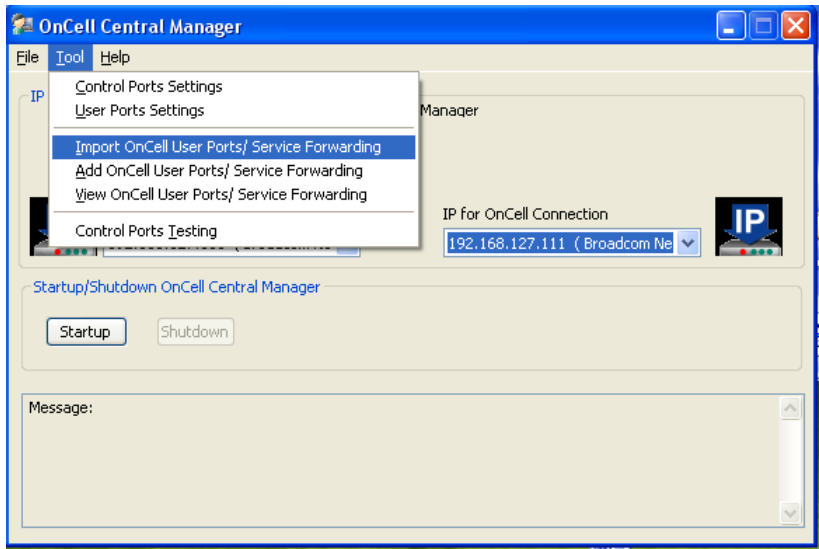 OnCell Central Manager
File Tool Help
Control Ports Settings
User Ports Settings
Import OnCell User Ports/ Service Forwarding
Add OnCell User Ports/ Service Forwarding
View OnCell User Ports/ Service Forwarding
Control Ports Testing
IP
Manager
IP for OnCell Connection
192.168.127.111 ( Broadcom Ne
IP
Startup/Shutdown OnCell Central Manager
Startup Shutdown
Message: